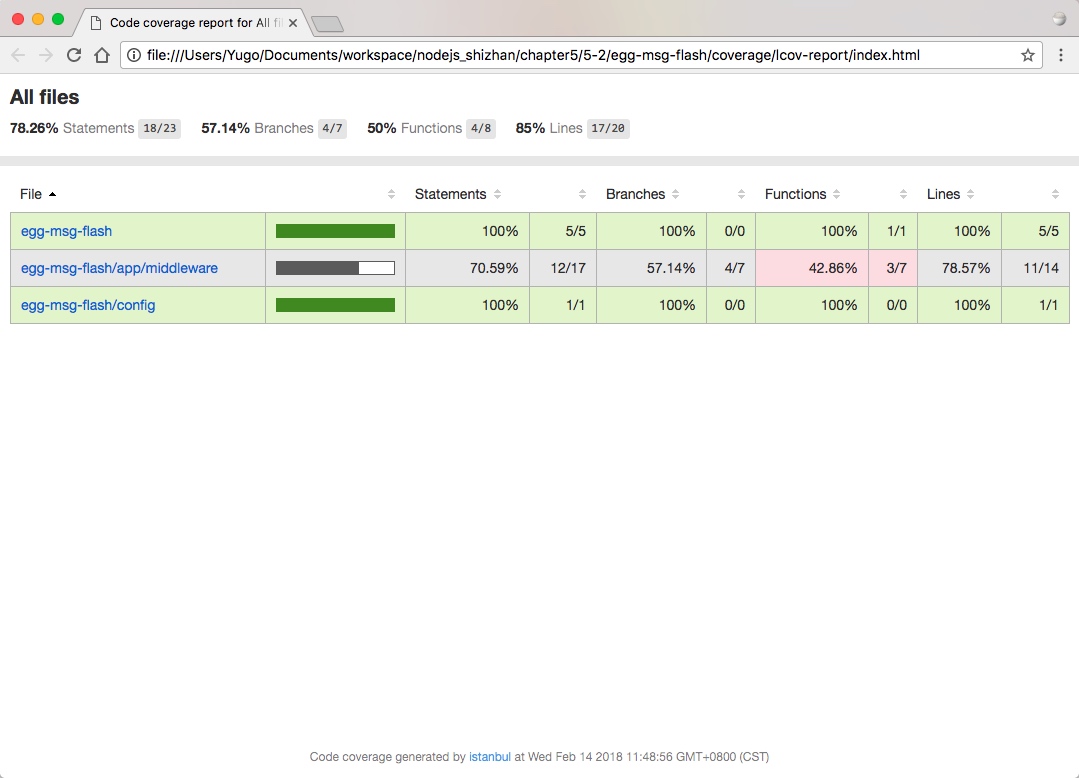 Code coverage report for All fi
file:///Users/Yugo/Documents/workspace/nodejs_shizhan/chapter5/5-2/egg-msg-flash/coverage/lcov-report/index.html
All files
78.26% Statements 18/23 57.14% Branches 4/7 50% Functions 4/8 85% Lines 17/20
File Statements Branches Functions Lines
egg-msg-flash 100% 5/5 100% 0/0 100% 1/1 100% 5/5
egg-msg-flash/app/middleware 70.59% 12/17 57.14% 4/7 42.86% 3/7 78.57% 11/14
egg-msg-flash/config 100% 1/1 100% 0/0 100% 0/0 100% 1/1
Code coverage generated by istanbul at Wed Feb 14 2018 11:48:56 GMT+0800 (CST)